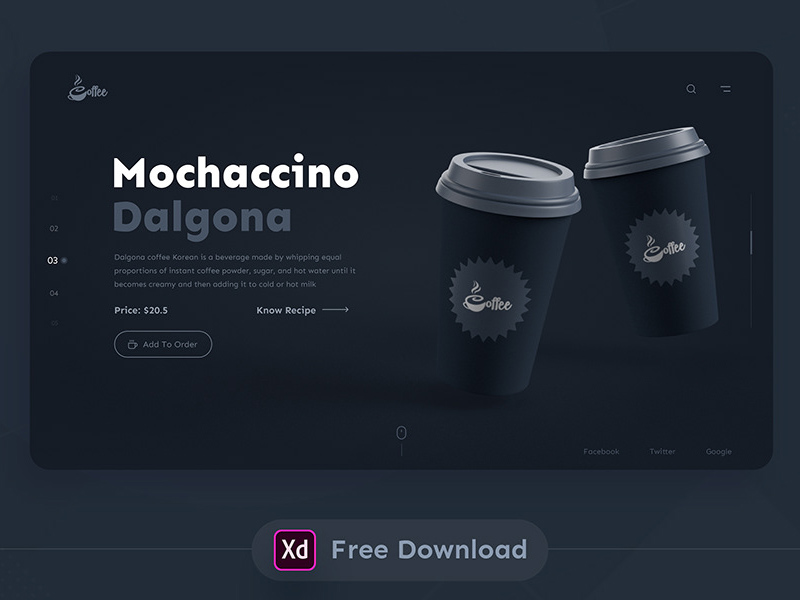 Coffee
Mochaccino
Dalgona
01
02
03
04
05
Dalgona coffee Korean is a beverage made by whipping equal
proportions of instant coffee powder, sugar, and hot water until it
becomes creamy and then adding it to cold or hot milk
Price: $20.5
Know Recipe
Add To Order
Coffee
Coffee
Facebook
Twitter
Google
Xd
Free Download